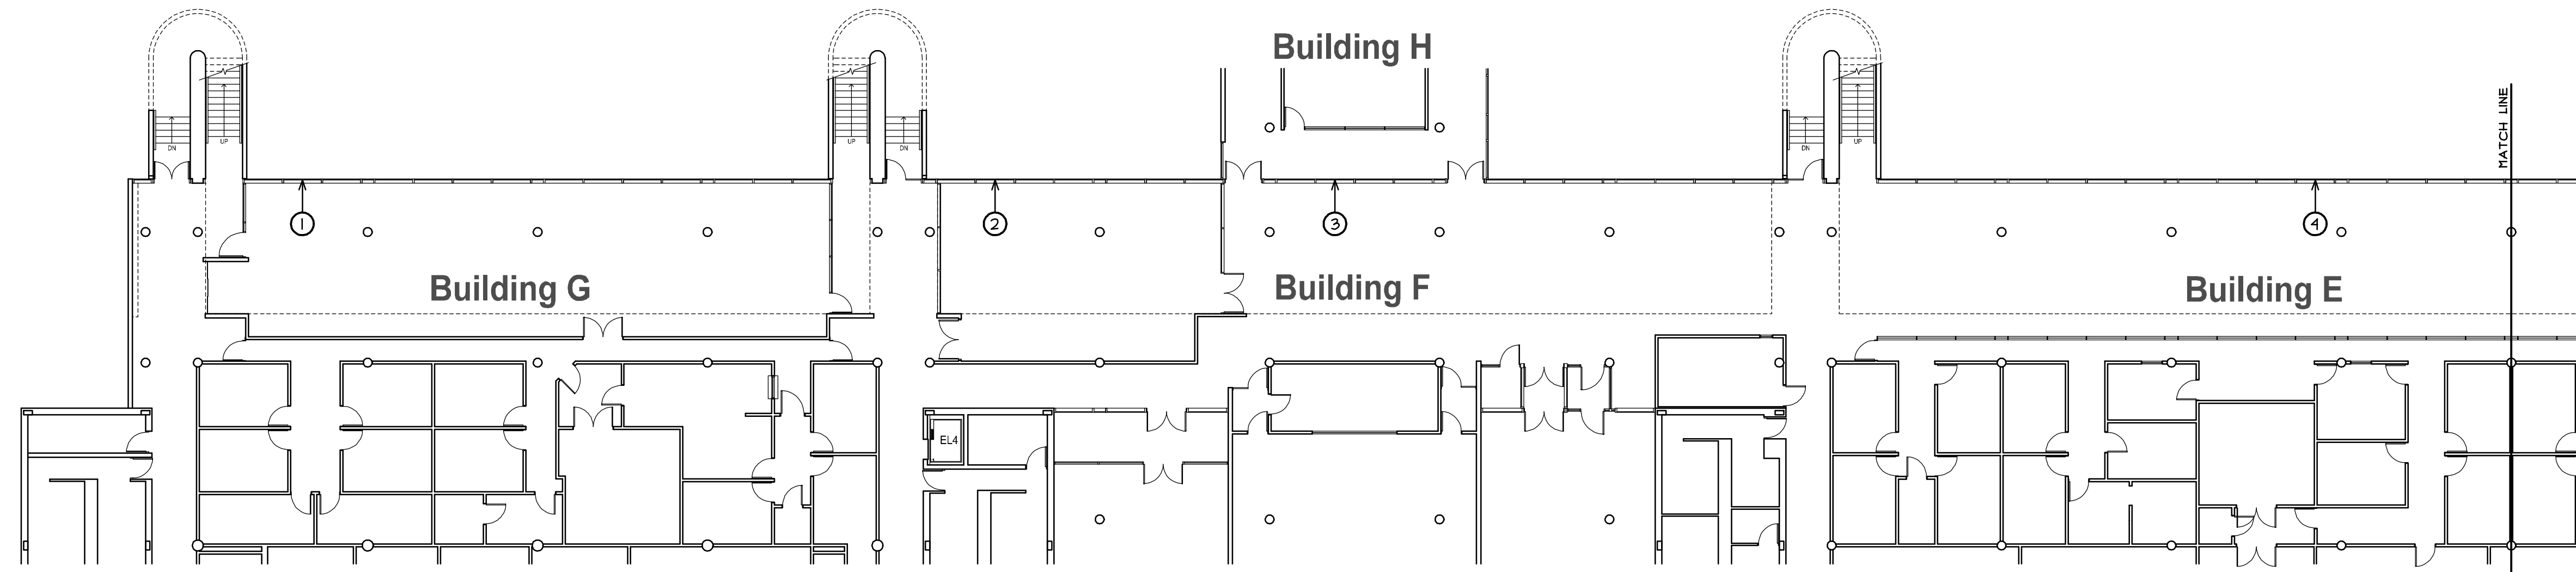 Building H
MATCH LINE
DN
UP
UP
DN
DN
UP
1
2
3
4
Building G
Building F
Building E
EL4